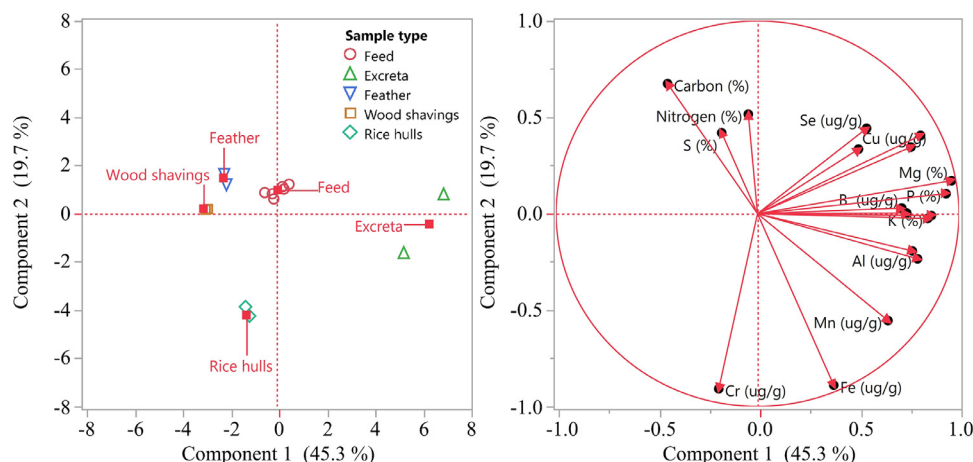 8
6
4
2
0
-2
-4
-6
-8
Component 2 (19.7 %)
Sample type
Feed
Excreta
Feather
Wood shavings
Rice hulls
Feather
Wood shavings
Feed
Excreta
Rice hulls
-8 -6 -4 -2 0 2 4 6 8
Component 1 (45.3 %)
1.0
0.5
0.0
-0.5
-1.0
Component 2 (19.7 %)
Carbon (%)
Nitrogen (%)
S (%)
Se (ug/g)
Cu (ug/g)
Mg (%)
P (%)
B (ug/g)
K (%)
Al (ug/g)
Mn (ug/g)
Cr (ug/g)
Fe (ug/g)
-1.0 -0.5 0.0 0.5 1.0
Component 1 (45.3 %)